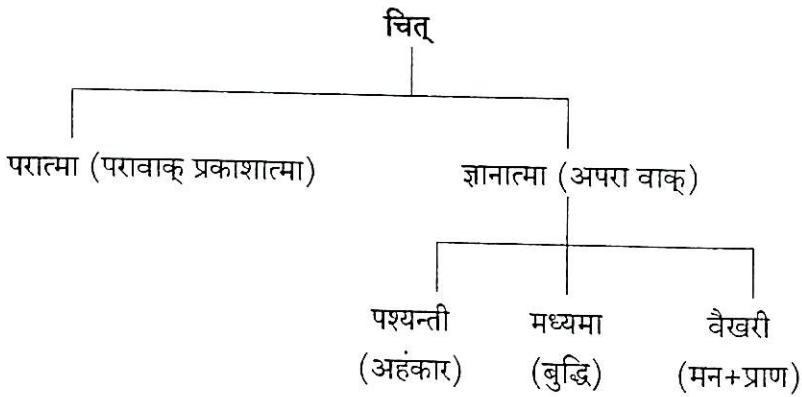 चित्
परात्मा (परावाक् प्रकाशात्मा) ज्ञानात्मा (अपरा वाक्)
पश्यन्ती मध्यमा वैखरी
(अहंकार) (बुद्धि) (मन+प्राण)